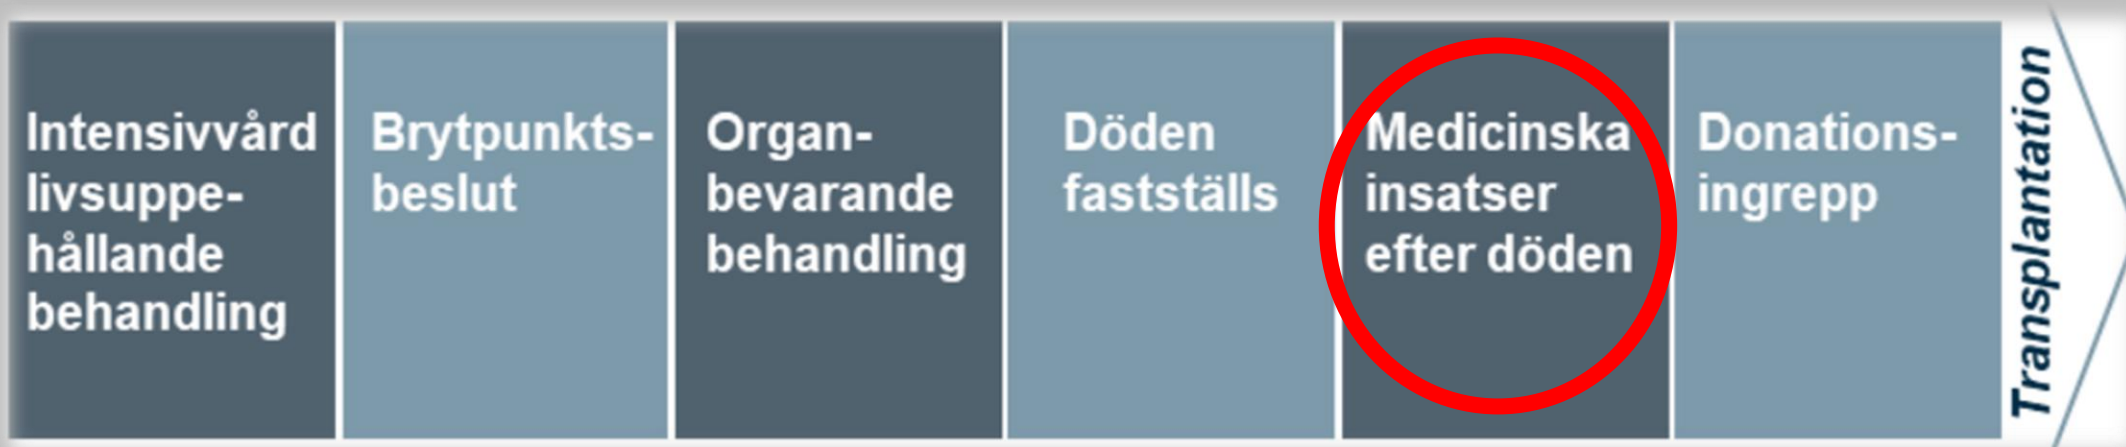 Intensivvård
livsuppe-
hållande
behandling
Brytpunkts-
beslut
Organ-
bevarande
behandling
Döden
fastställs
Medicinska
insatser
efter döden
Donations-
ingrepp
Transplantation